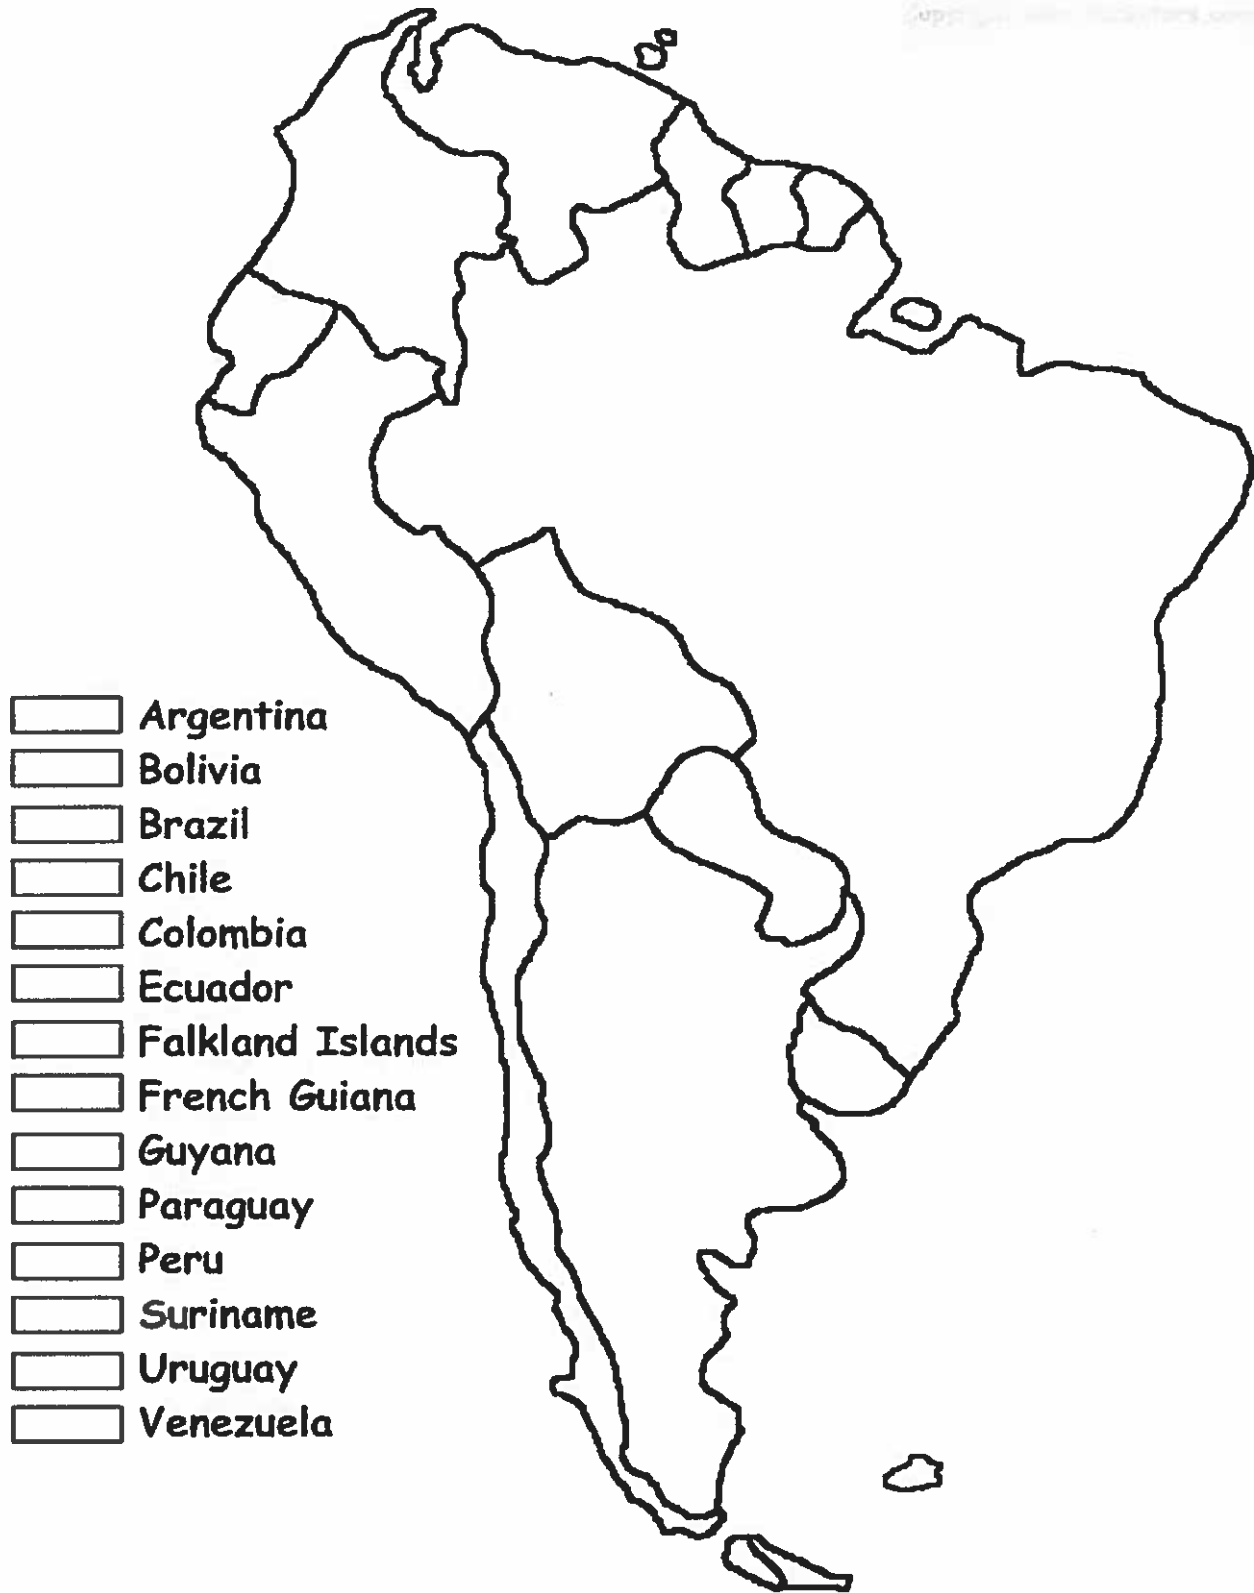 Argentina
Bolivia
Brazil
Chile
Colombia
Ecuador
Falkland Islands
French Guiana
Guyana
Paraguay
Peru
Suriname
Uruguay
Venezuela